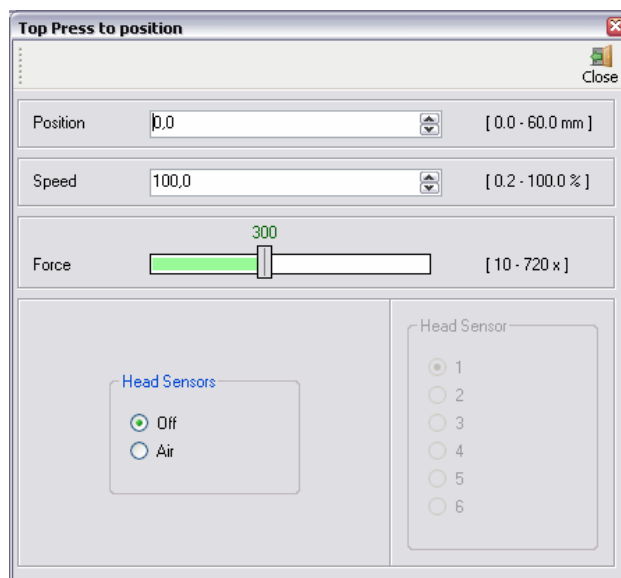 Top Press to position
Close
Position 0,0 [ 0.0 - 60.0 mm ]
Speed 100,0 [ 0.2 - 100.0 % ]
300
Force [ 10 - 720 x ]
Head Sensors
Off
Air
Head Sensor
1
2
3
4
5
6